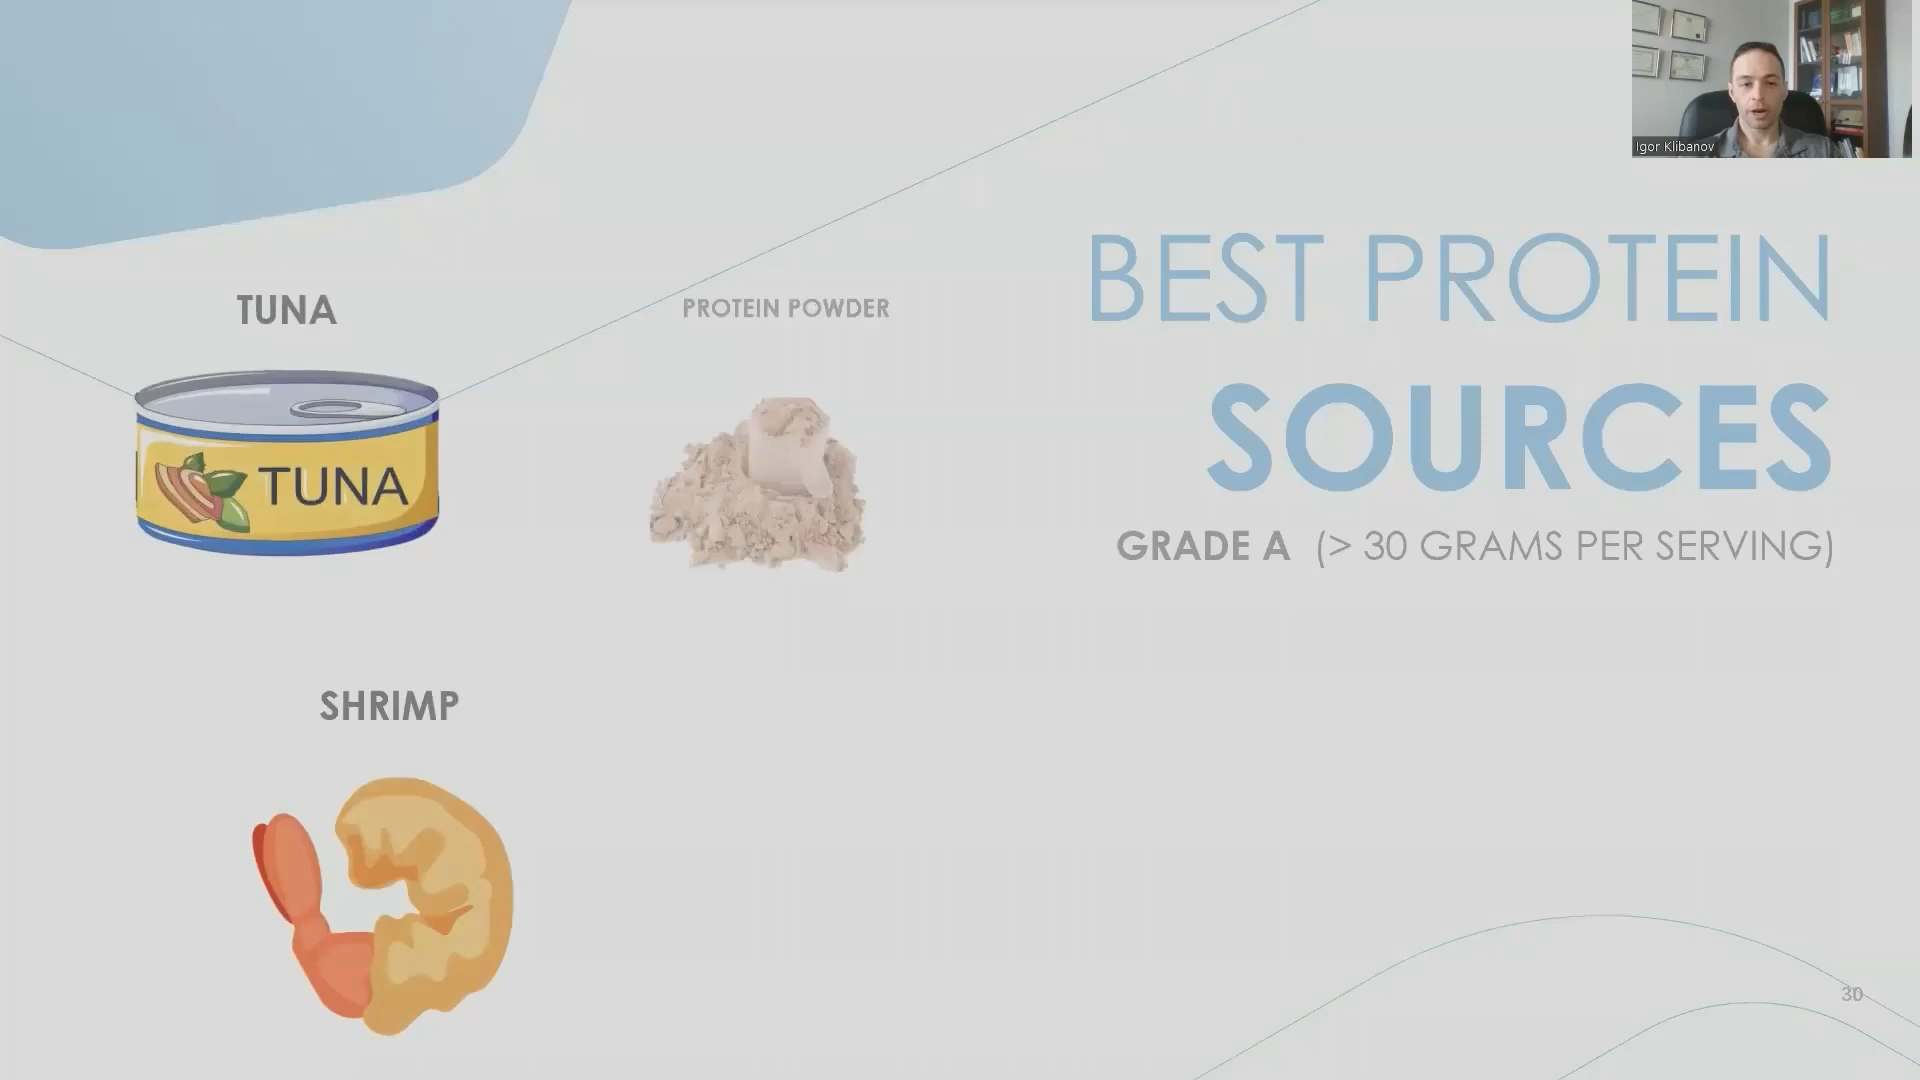 Igor Klibanov
BEST PROTEIN
SOURCES
GRADE A (> 30 GRAMS PER SERVING)
TUNA
PROTEIN POWDER
TUNA
SHRIMP
30